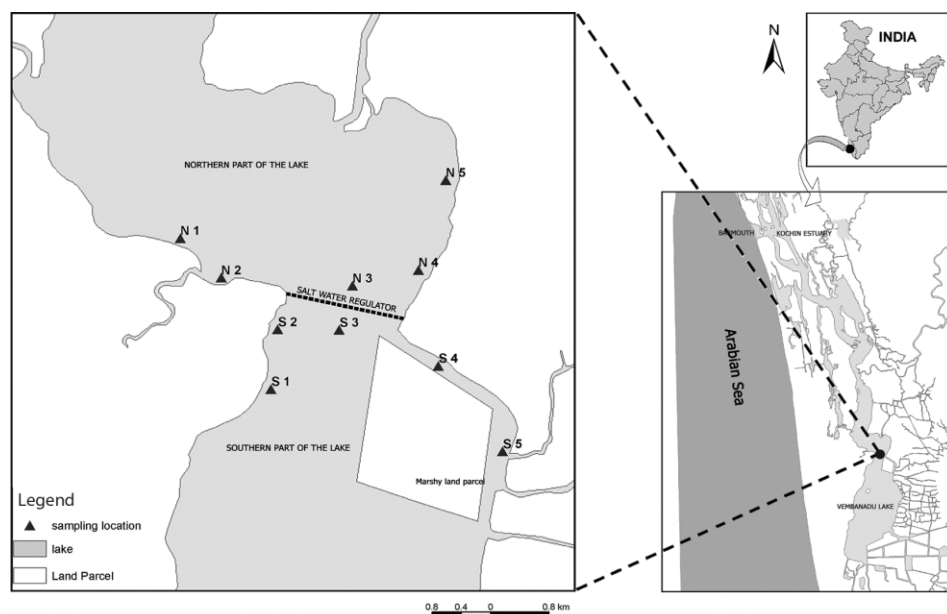 NORTHERN PART OF THE LAKE
N 5
N 1
N 2
N 3
N 4
SALT WATER REGULATOR
S 2
S 3
S 4
S 1
S 5
SOUTHERN PART OF THE LAKE
Marshy land parcel
Legend
sampling location
lake
Land Parcel
0.8 0.4 0 0.8 km
N
INDIA
BARMOUTH
KOCHIN ESTUARY
Arabian Sea
VEMBANADU LAKE